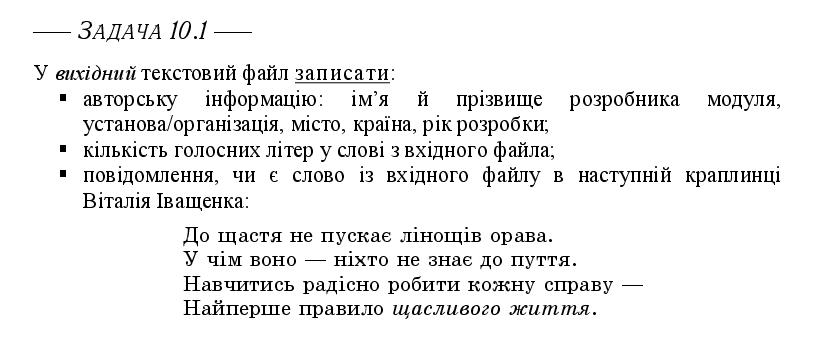 —— Задача 10.1 ——
У вихідний текстовий файл записати:
▪ авторську інформацію: ім’я й прізвище розробника модуля,
установа/організація, місто, країна, рік розробки;
▪ кількість голосних літер у слові з вхідного файла;
▪ повідомлення, чи є слово із вхідного файлу в наступній краплинці
Віталія Іващенка:
До щастя не пускає лінощів орава.
У чім воно — ніхто не знає до пуття.
Навчитись радісно робити кожну справу —
Найперше правило щасливого життя.